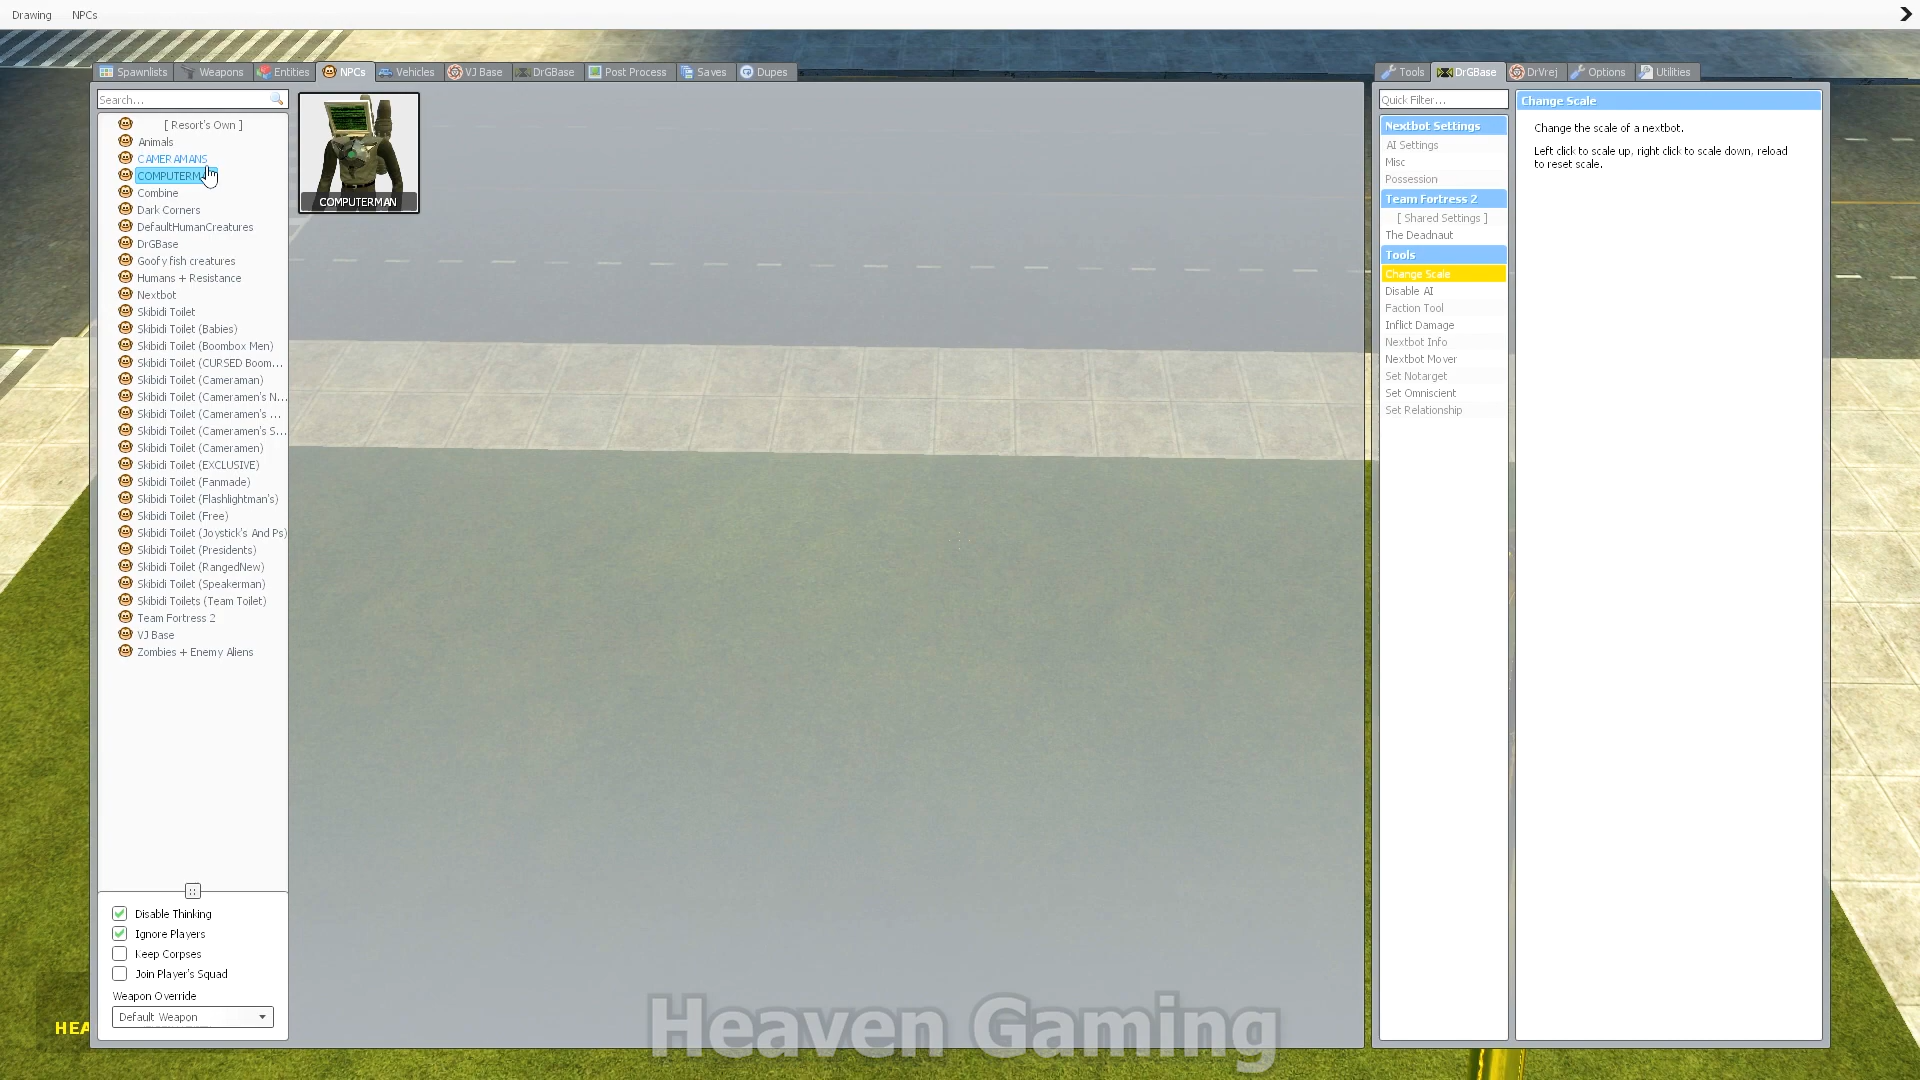 Drawing NPCs
Spawnlists Weapons Entities NPCs Vehicles VJ Base DrGBase Post Process Saves Dupes
Tools DrGBase DrVrej Options Utilities
Search...
[ Resort's Own ]
Animals
CAMERAMANS
Combine
Dark Corners
DefaultHumanCreatures
DrGBase
Goofy fish creatures
Humans + Resistance
Nextbot
Skibidi Toilet
Skibidi Toilet (Babies)
Skibidi Toilet (Boombox Men)
Skibidi Toilet (CURSED Boom...
Skibidi Toilet (Cameraman)
Skibidi Toilet (Cameramen's N...
Skibidi Toilet (Cameramen's ...
Skibidi Toilet (Cameramen's S...
Skibidi Toilet (Cameramen)
Skibidi Toilet (EXCLUSIVE)
Skibidi Toilet (Fanmade)
Skibidi Toilet (Flashlightman's)
Skibidi Toilet (Free)
Skibidi Toilet (Joystick's And Ps)
Skibidi Toilet (Presidents)
Skibidi Toilet (RangedNew)
Skibidi Toilet (Speakerman)
Skibidi Toilets (Team Toilet)
Team Fortress 2
VJ Base
Zombies + Enemy Aliens
Disable Thinking
Ignore Players
Keep Corpses
Join Player's Squad
Weapon Override
Default Weapon
HEA
COMPUTERMAN
Heaven Gaming
Quick Filter...
Nextbot Settings
AI Settings
Misc
Possession
Team Fortress 2
[ Shared Settings ]
The Deadnaut
Tools
Change Scale
Disable AI
Faction Tool
Inflict Damage
Nextbot Info
Nextbot Mover
Set Notarget
Set Omniscient
Set Relationship
Change Scale
Change the scale of a nextbot.
Left click to scale up, right click to scale down, reload
to reset scale.